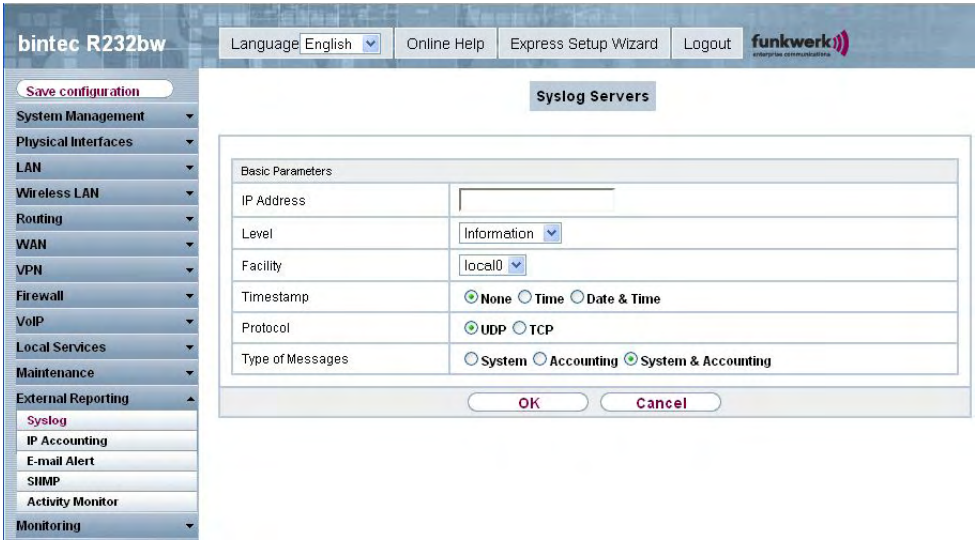 bintec R232bw
Language English
Online Help
Express Setup Wizard
Logout
funkwerk
enterprise communications
Save configuration
System Management
Physical Interfaces
LAN
Wireless LAN
Routing
WAN
VPN
Firewall
VoIP
Local Services
Maintenance
External Reporting
Syslog
IP Accounting
E-mail Alert
SNMP
Activity Monitor
Monitoring
Syslog Servers
Basic Parameters
IP Address
Level Information
Facility local0
Timestamp None Time Date & Time
Protocol UDP TCP
Type of Messages System Accounting System & Accounting
OK Cancel